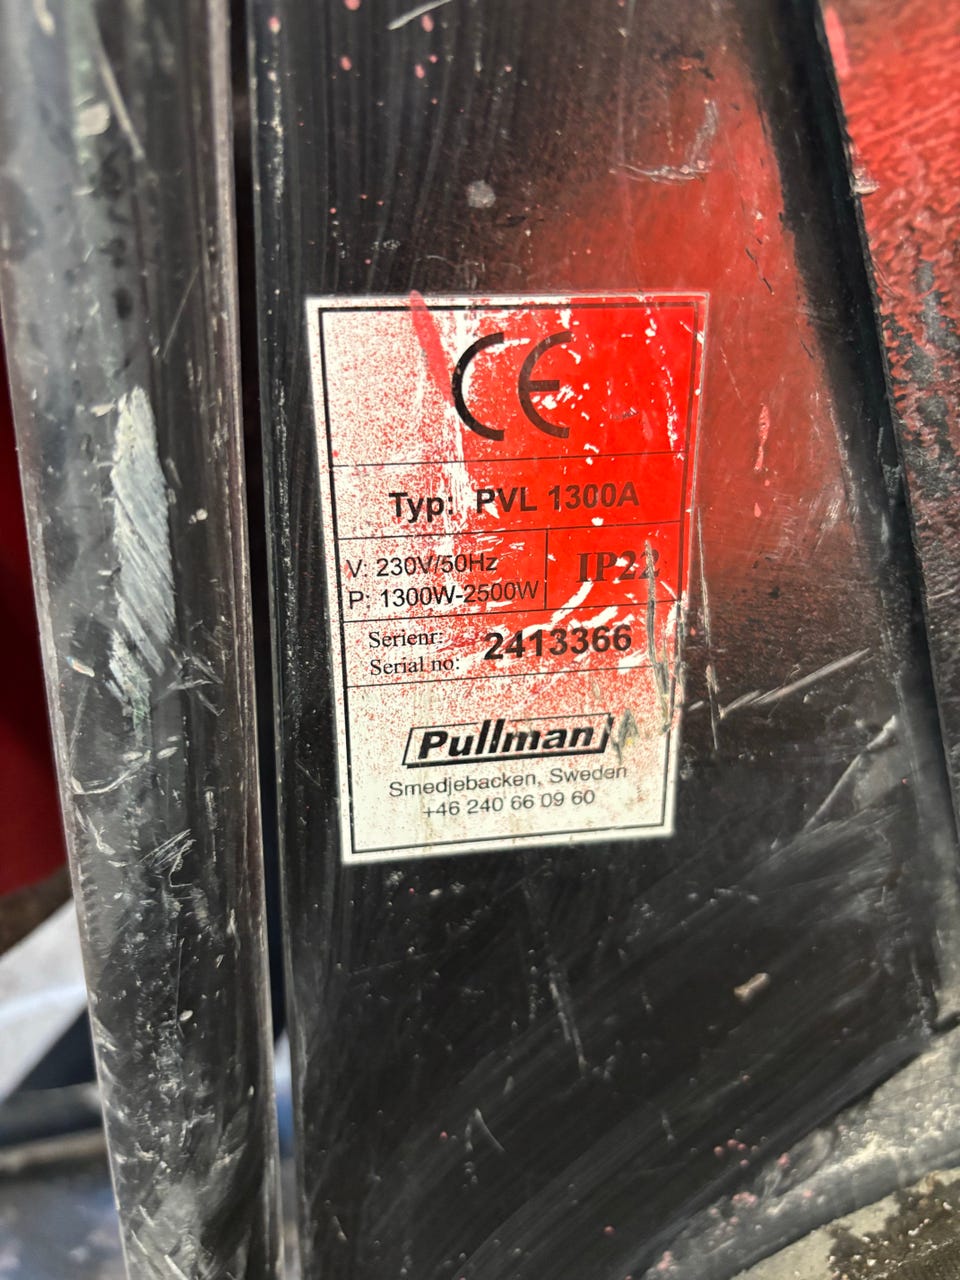 CE
Typ: PVL 1300A
V: 230V/50Hz
P: 1300W-2500W
IP22
Serienr:
Serial no: 2413366
Pullman
Smedjebacken, Sweden
+46 240 66 09 60